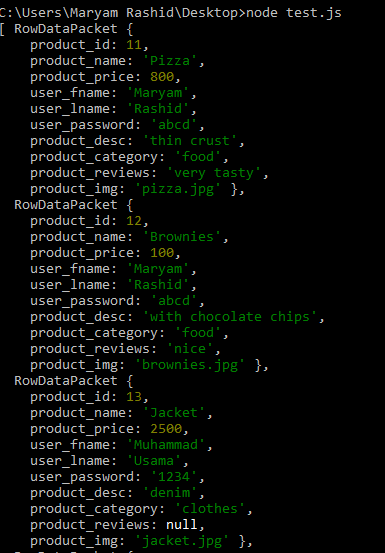 C:\Users\Maryam Rashid\Desktop>node test.js
[ RowDataPacket {
product_id: 11,
product_name: 'Pizza',
product_price: 800,
user_fname: 'Maryam',
user_lname: 'Rashid',
user_password: 'abcd',
product_desc: 'thin crust',
product_category: 'food',
product_reviews: 'very tasty',
product_img: 'pizza.jpg' },
RowDataPacket {
product_id: 12,
product_name: 'Brownies',
product_price: 100,
user_fname: 'Maryam',
user_lname: 'Rashid',
user_password: 'abcd',
product_desc: 'with chocolate chips',
product_category: 'food',
product_reviews: 'nice',
product_img: 'brownies.jpg' },
RowDataPacket {
product_id: 13,
product_name: 'Jacket',
product_price: 2500,
user_fname: 'Muhammad',
user_lname: 'Usama',
user_password: '1234',
product_desc: 'denim',
product_category: 'clothes',
product_reviews: null,
product_img: 'jacket.jpg' },